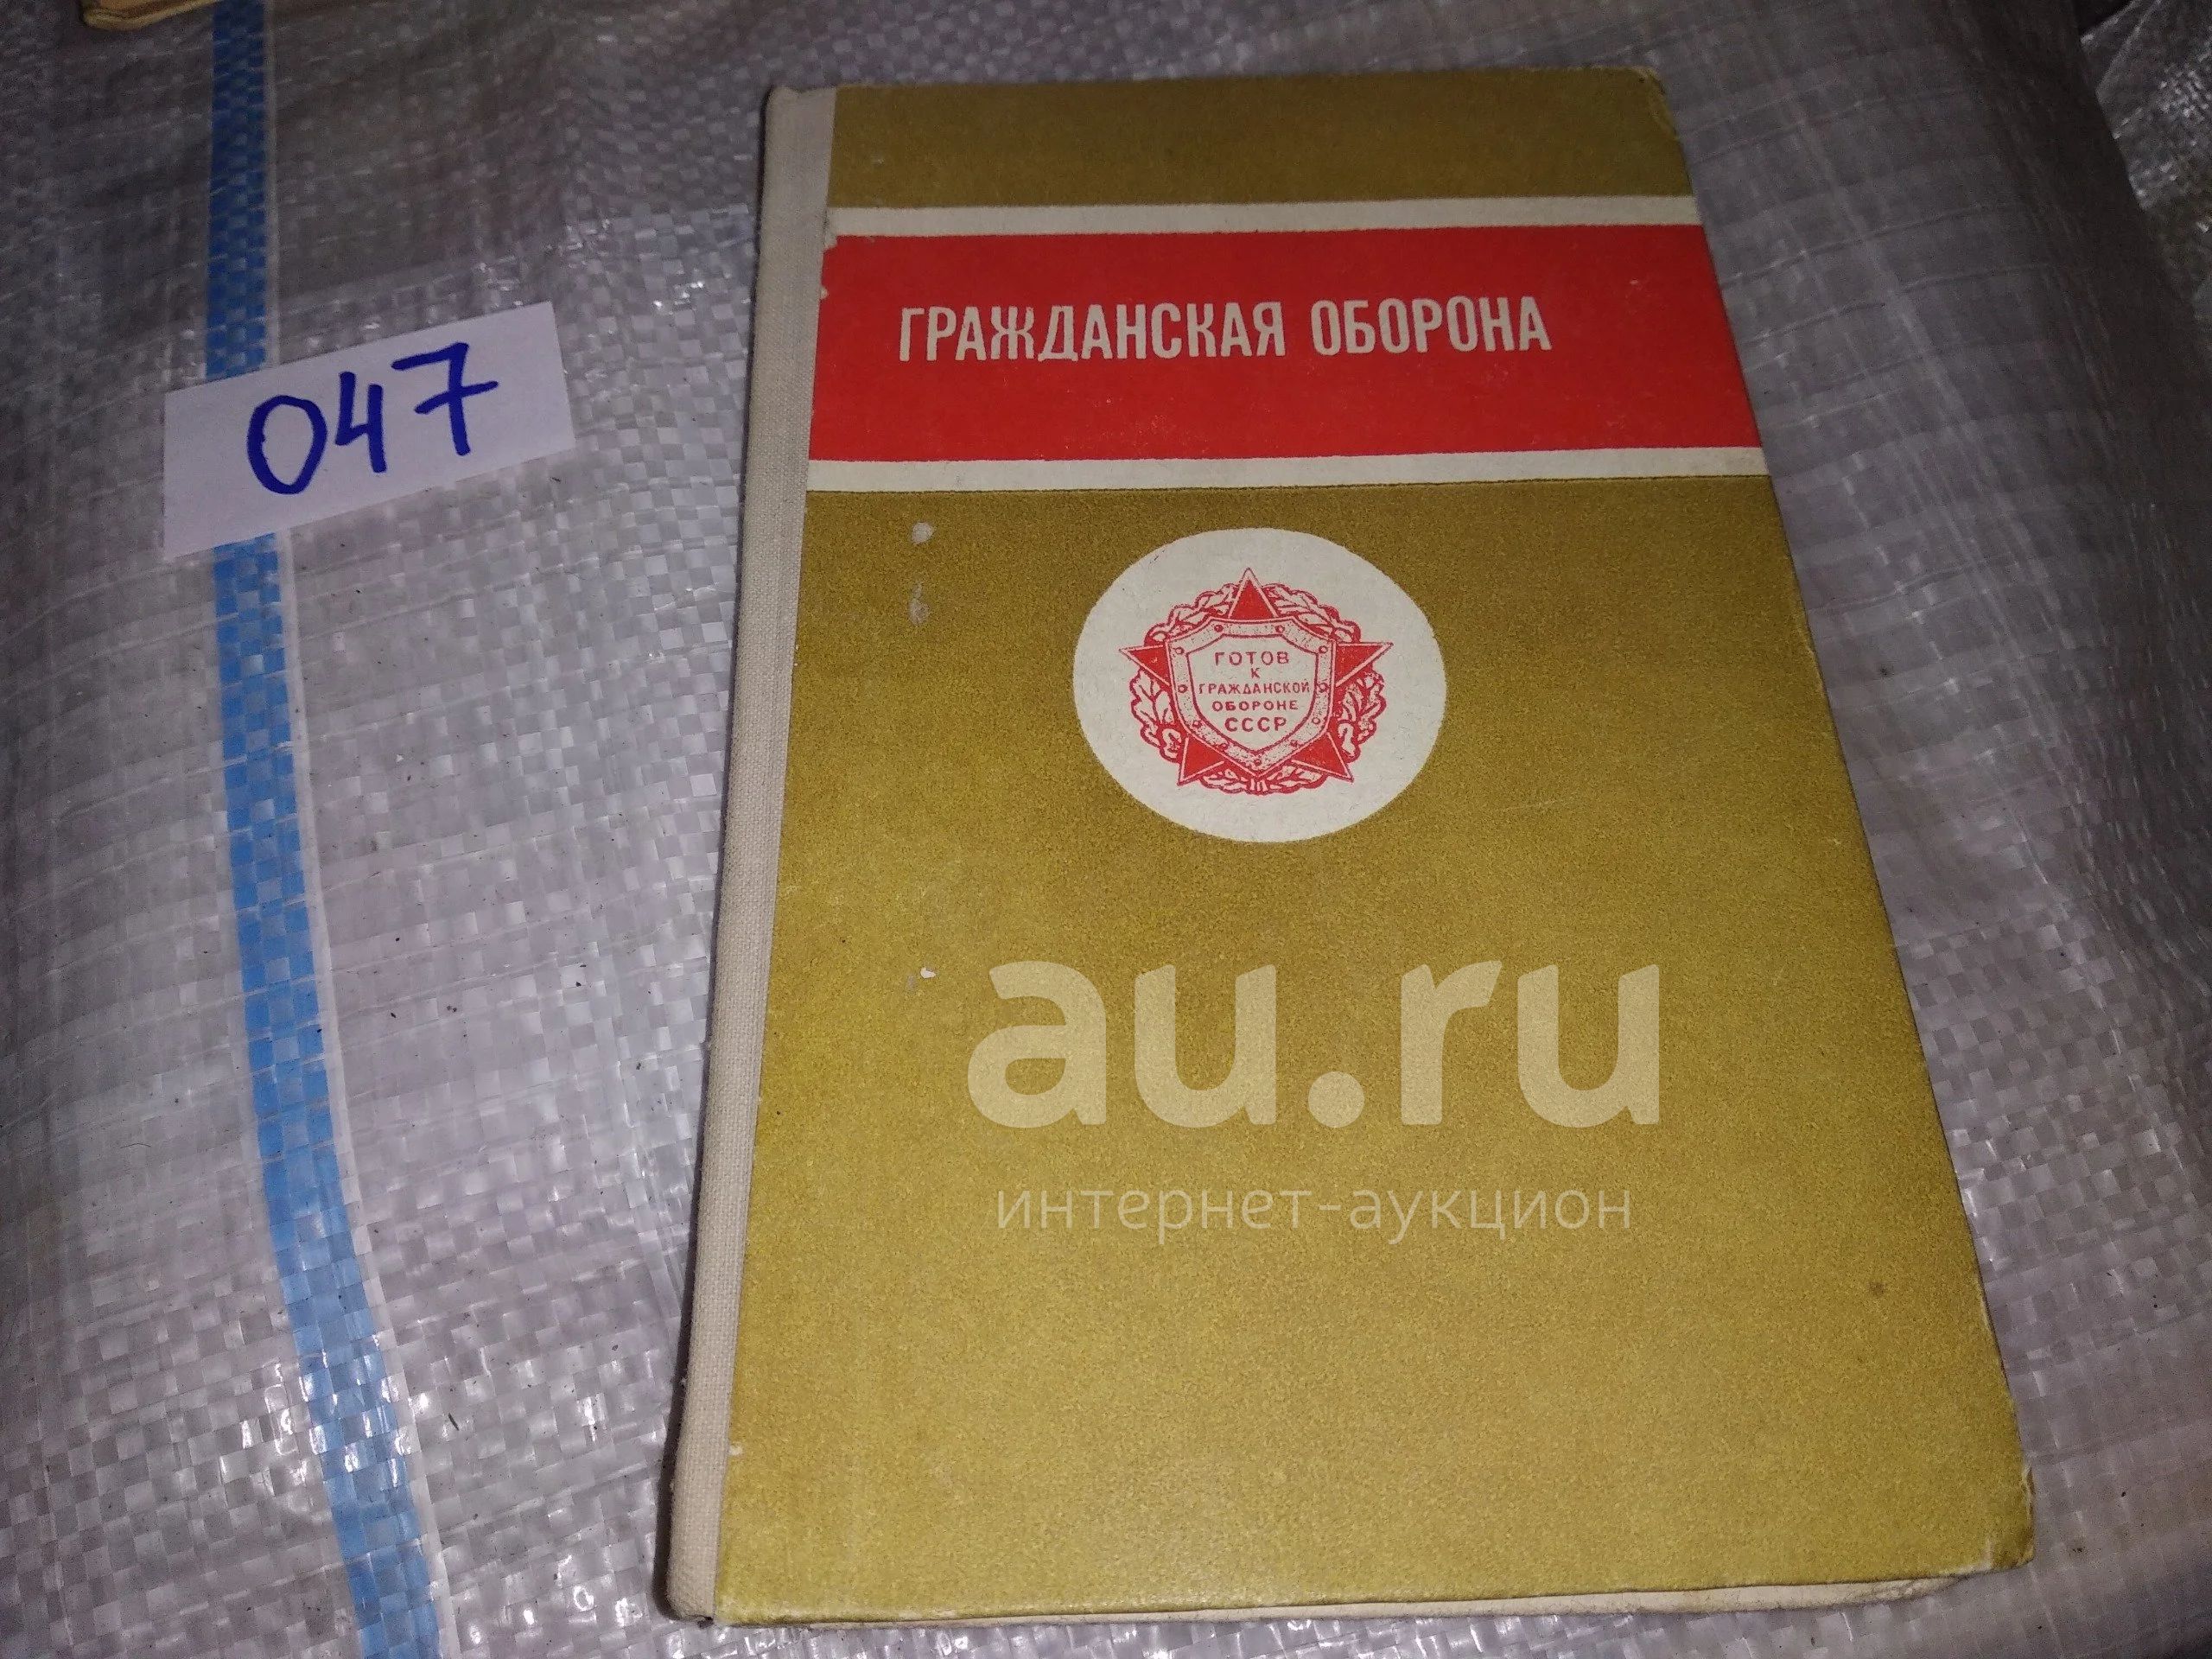 047
ГРАЖДАНСКАЯ ОБОРОНА
ГОТОВ
К
ГРАЖДАНСКОЙ
ОБОРОНЕ
СССР
au.ru
интернет-аукцион